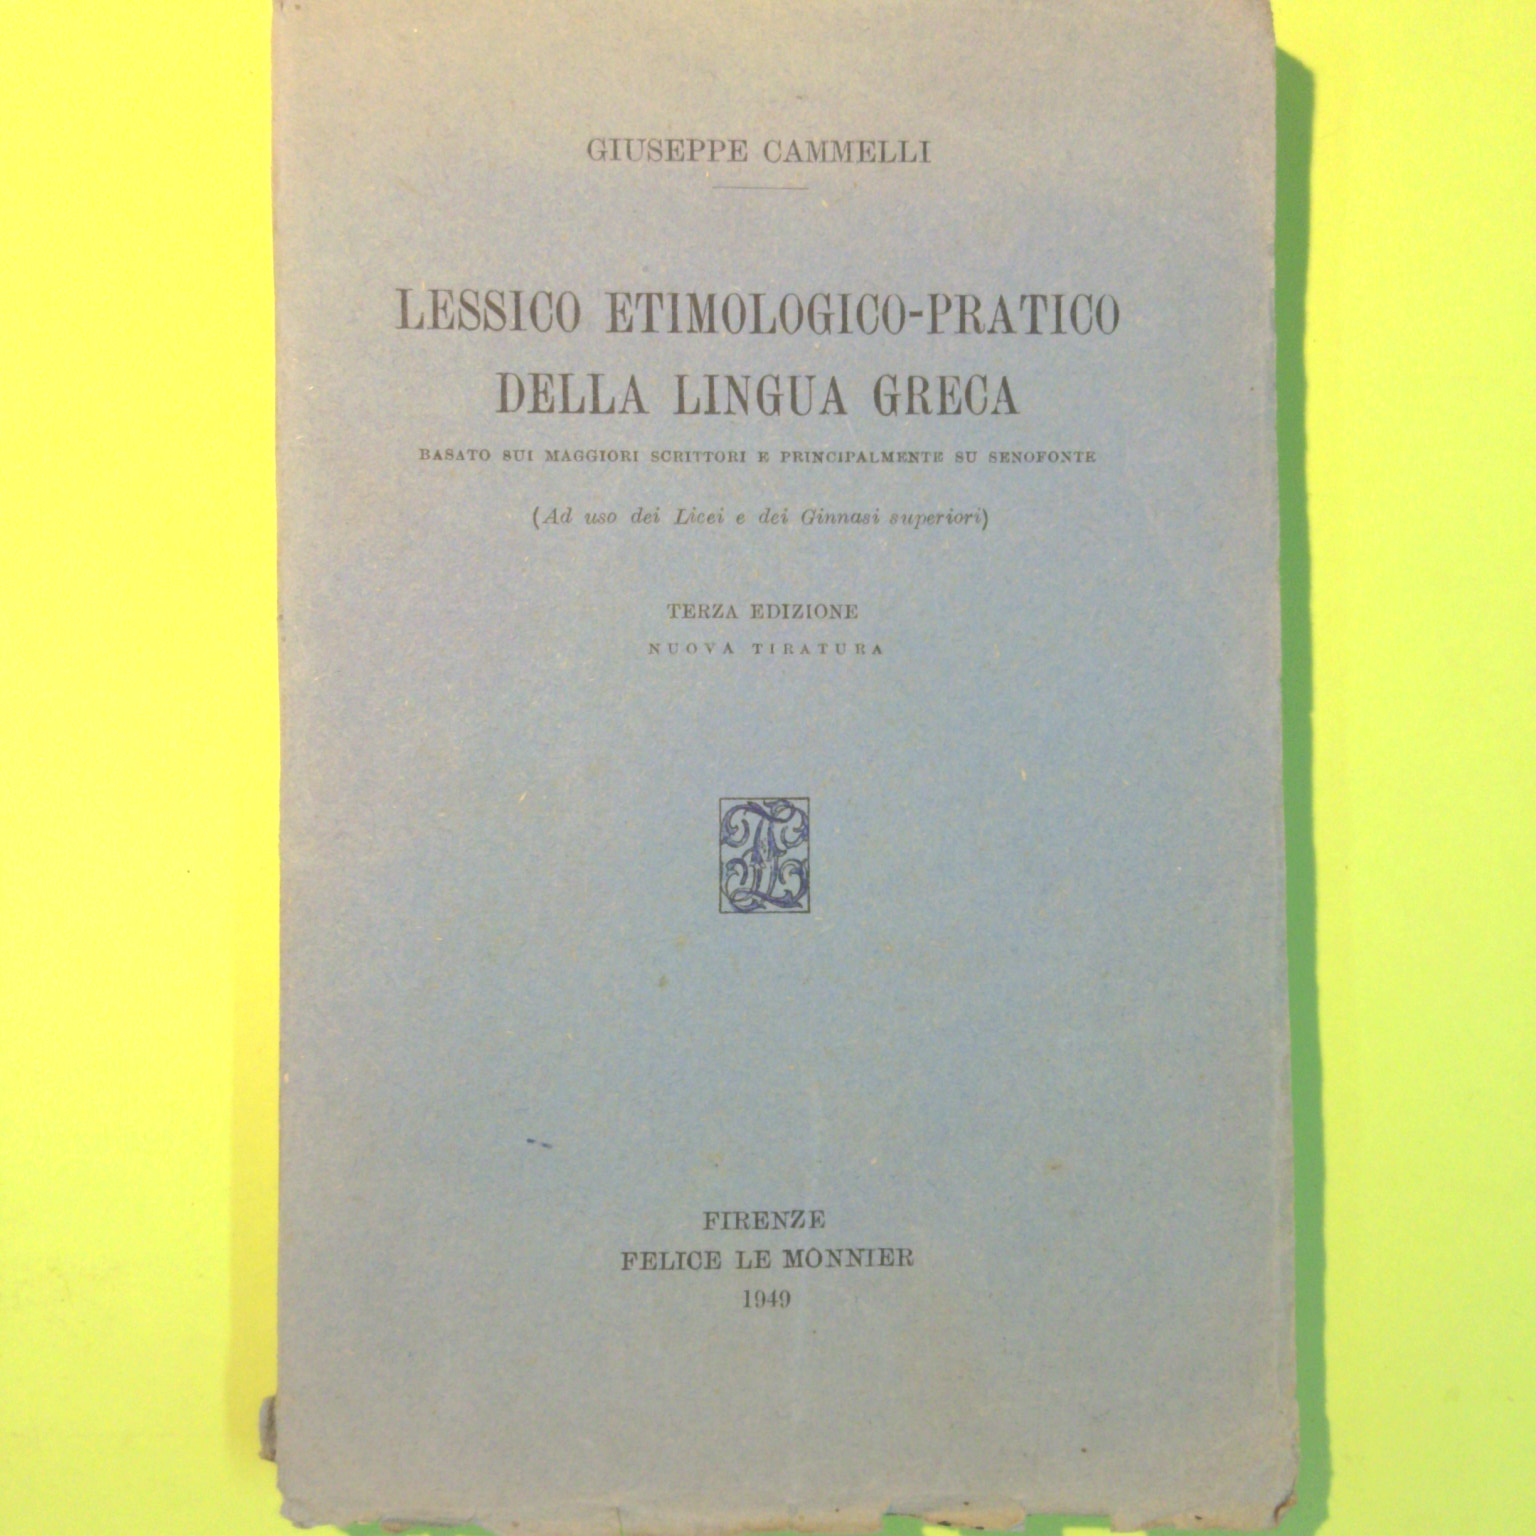 GIUSEPPE CAMMELLI
LESSICO ETIMOLOGICO-PRATICO
DELLA LINGUA GRECA
BASATO SUI MAGGIORI SCRITTORI E PRINCIPALMENTE SU SENOFONTE
(Ad uso dei Licei e dei Ginnasi superiori)
TERZA EDIZIONE
NUOVA TIRATURA
FIRENZE
FELICE LE MONNIER
1949